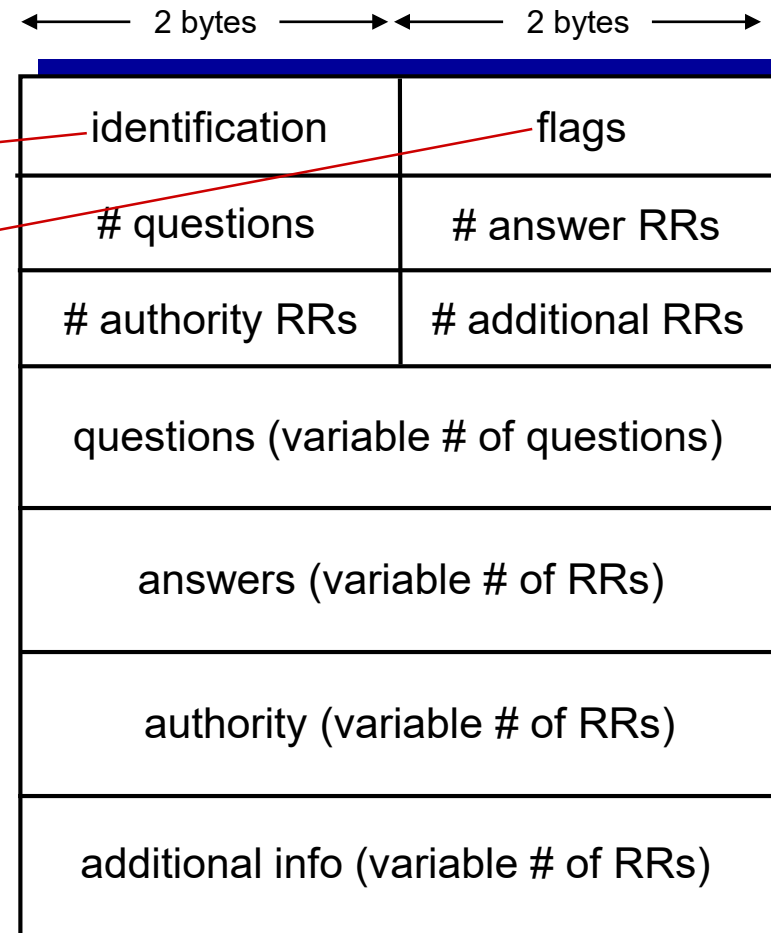 2 bytes 2 bytes
identification flags
# questions # answer RRs
# authority RRs # additional RRs
questions (variable # of questions)
answers (variable # of RRs)
authority (variable # of RRs)
additional info (variable # of RRs)